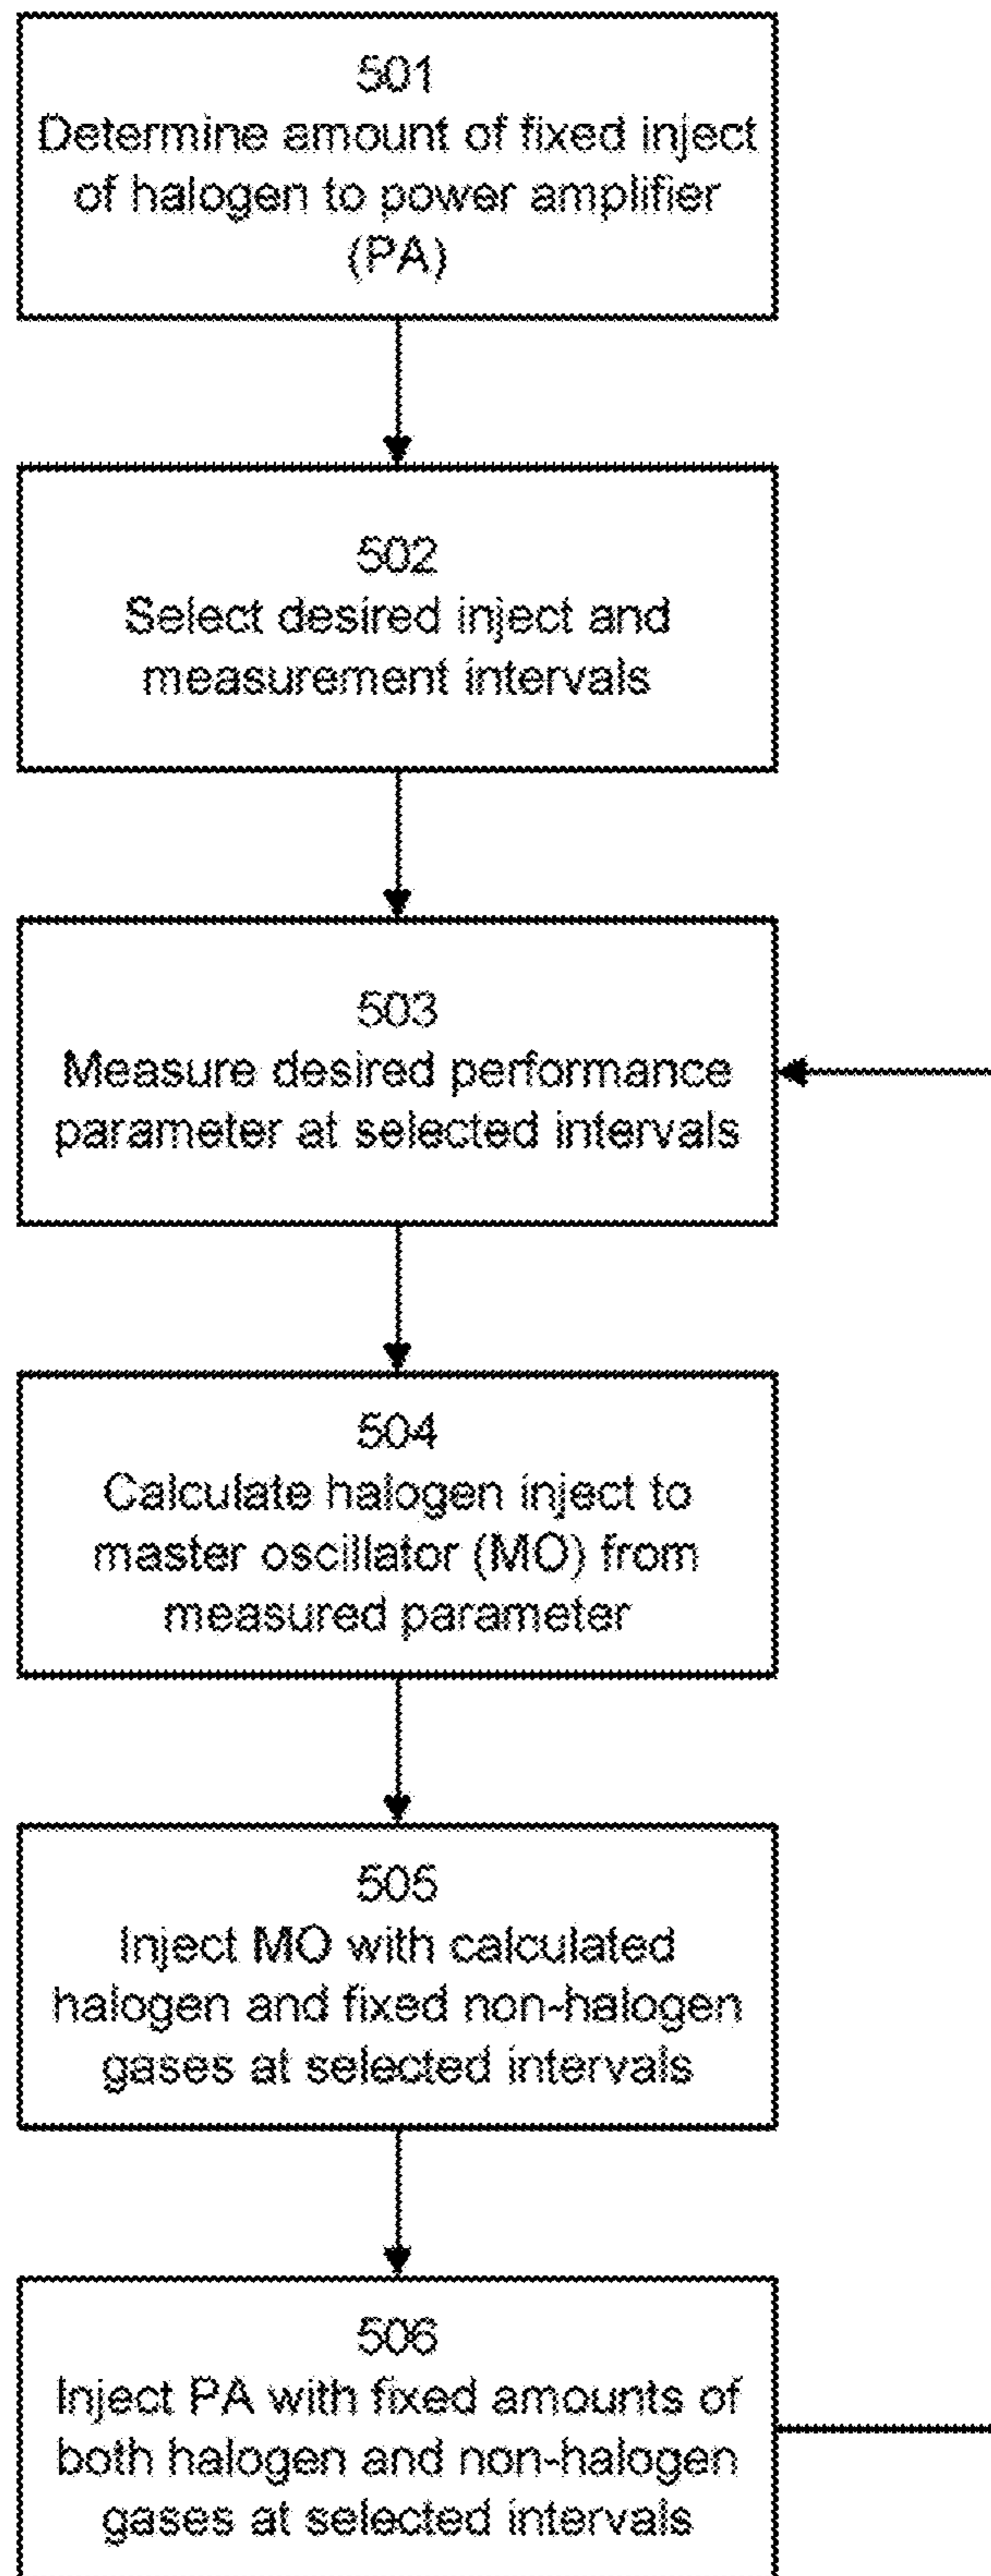 501
Determine amount of fixed inject
of halogen to power amplifier
(PA)
502
Select desired inject and
measurement intervals
503
Measure desired performance
parameter at selected intervals
504
Calculate halogen inject to
master oscillator (MO) from
measured parameter
505
Inject MO with calculated
halogen and fixed non-halogen
gases at selected intervals
506
Inject PA with fixed amounts of
both halogen and non-halogen
gases at selected intervals